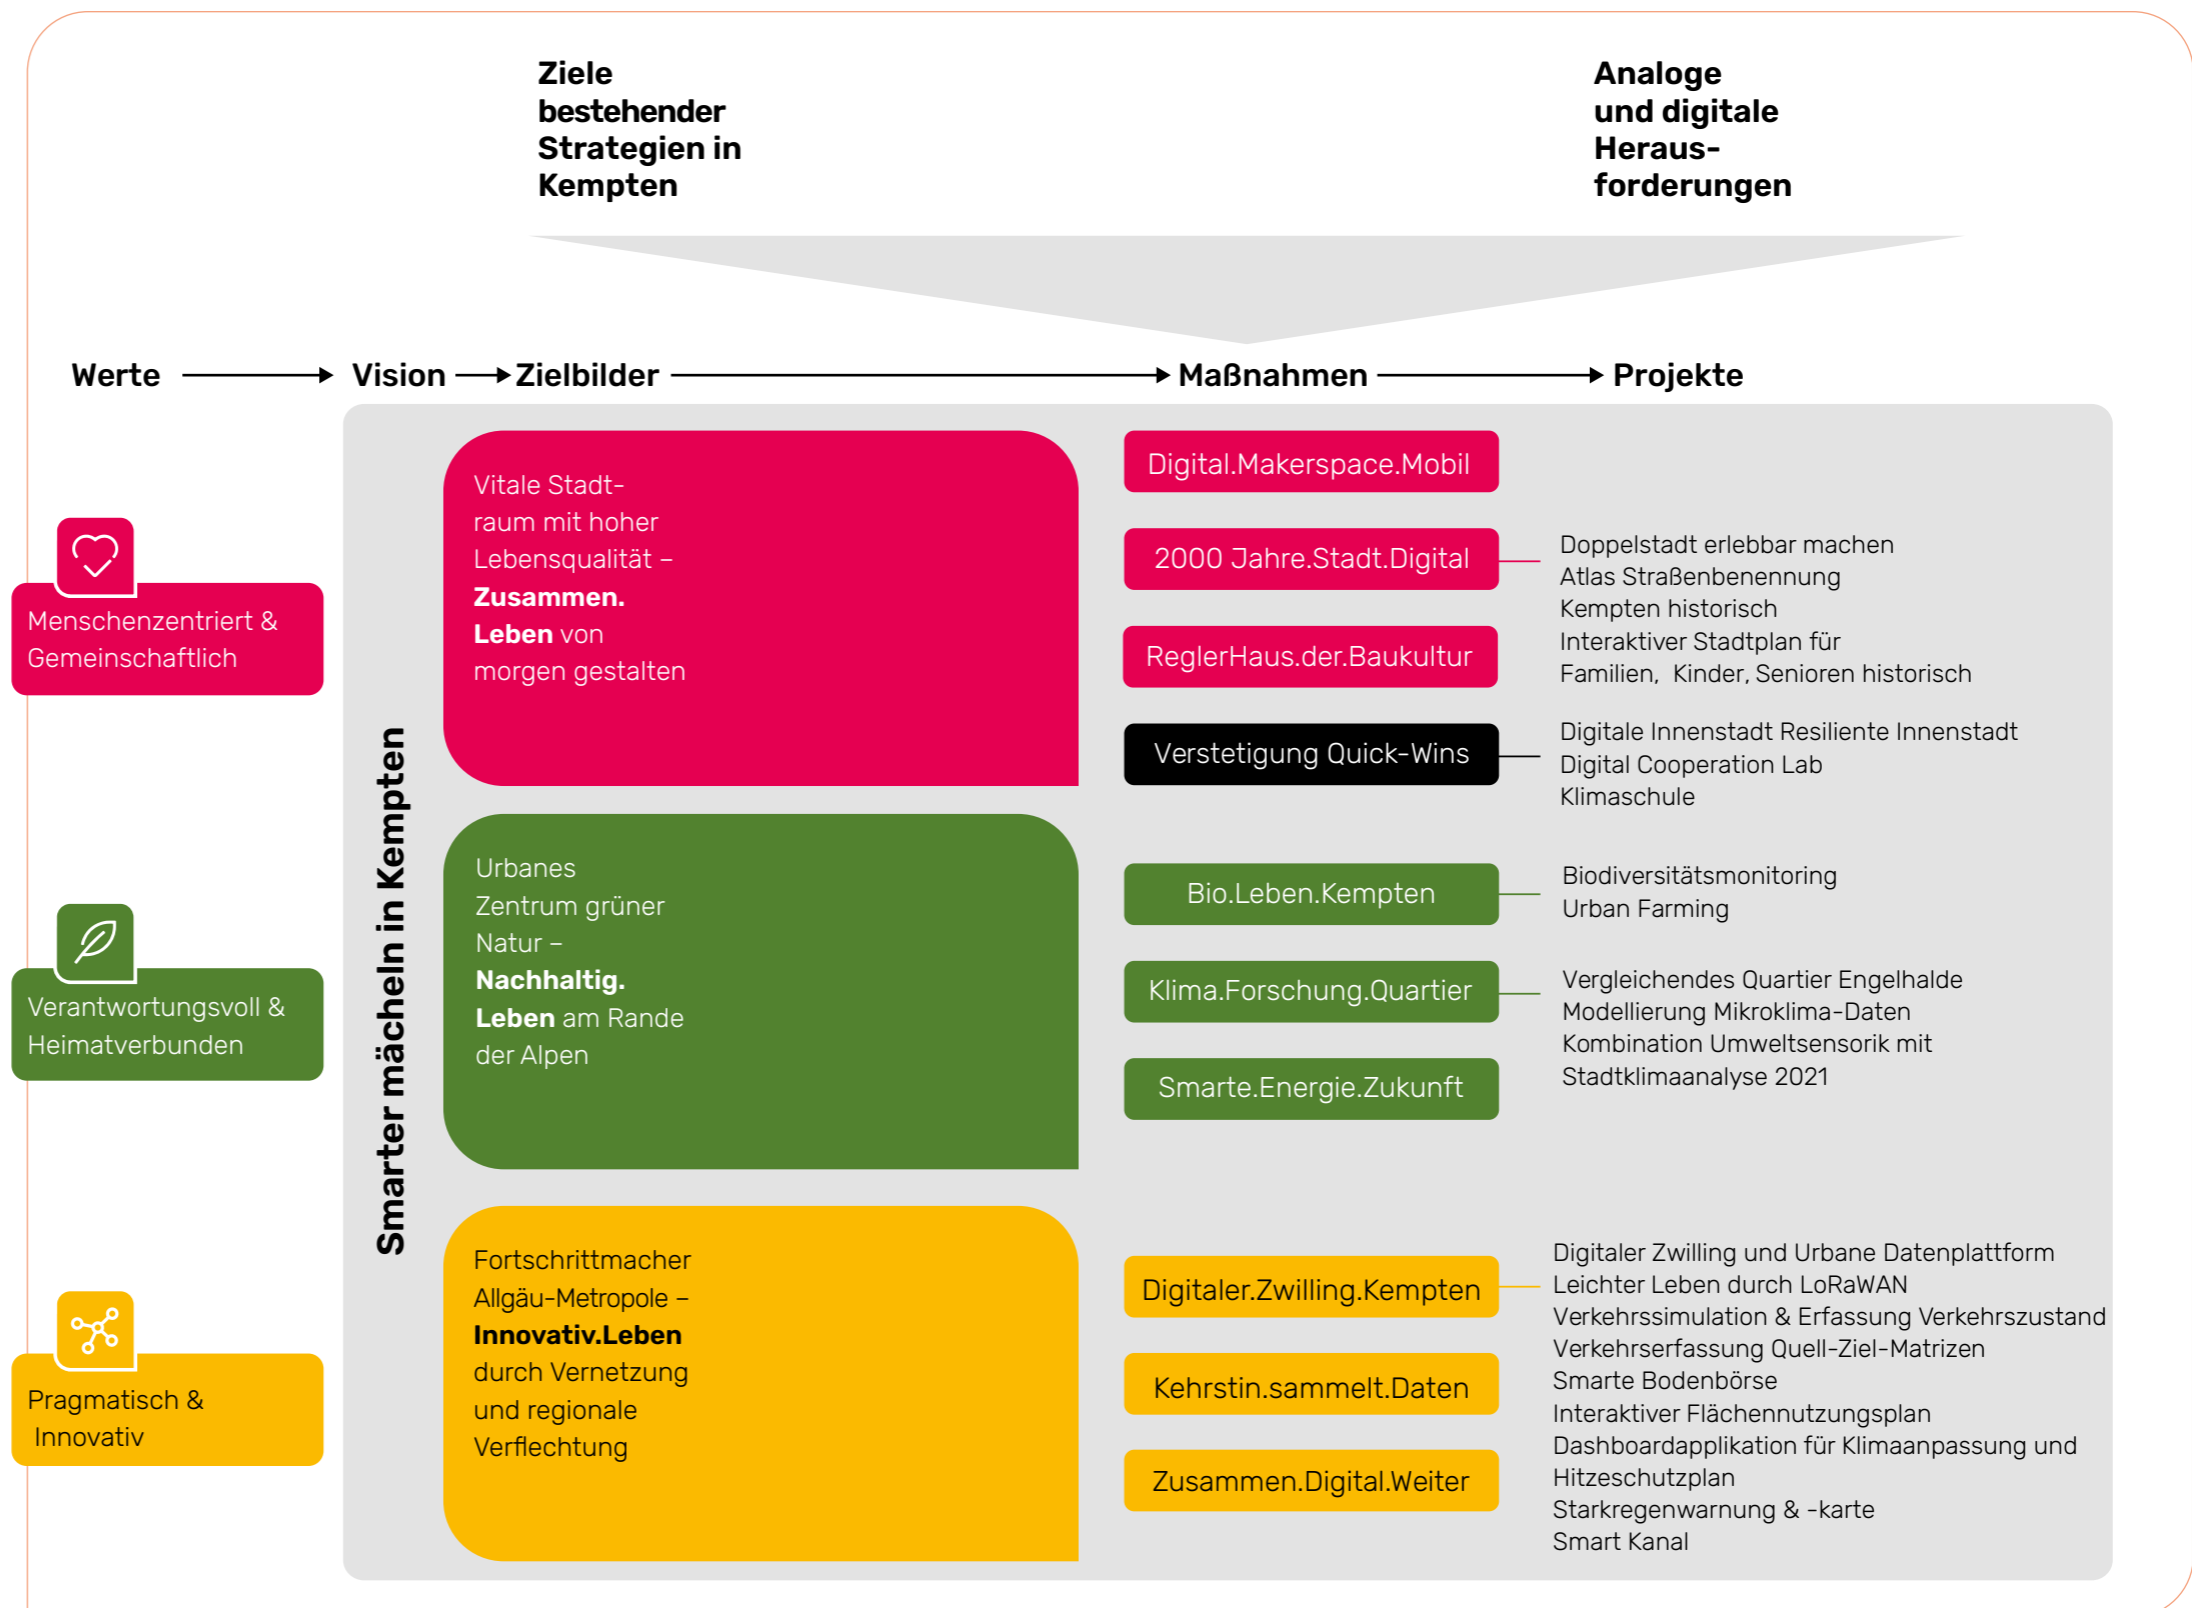 Ziele
bestehender
Strategien in
Kempten
Analoge
und digitale
Heraus-
forderungen
Werte
Vision
Zielbilder
Maßnahmen
Projekte
Menschenzentriert &
Gemeinschaftlich
Verantwortungsvoll &
Heimatverbunden
Pragmatisch &
Innovativ
Smarter mächeln in Kempten
Vitale Stadt-
raum mit hoher
Lebensqualität –
Zusammen.
Leben von
morgen gestalten
Digital.Makerspace.Mobil
2000 Jahre.Stadt.Digital
ReglerHaus.der.Baukultur
Verstetigung Quick-Wins
Doppelstadt erlebbar machen
Atlas Straßenbenennung
Kempten historisch
Interaktiver Stadtplan für
Familien, Kinder, Senioren historisch
Digitale Innenstadt Resiliente Innenstadt
Digital Cooperation Lab
Klimaschule
Urbanes
Zentrum grüner
Natur –
Nachhaltig.
Leben am Rande
der Alpen
Bio.Leben.Kempten
Klima.Forschung.Quartier
Smarte.Energie.Zukunft
Biodiversitätsmonitoring
Urban Farming
Vergleichendes Quartier Engelhalde
Modellierung Mikroklima-Daten
Kombination Umweltsensorik mit
Stadtklimaanalyse 2021
Fortschrittmacher
Allgäu-Metropole –
Innovativ.Leben
durch Vernetzung
und regionale
Verflechtung
Digitaler.Zwilling.Kempten
Kehrstin.sammelt.Daten
Zusammen.Digital.Weiter
Digitaler Zwilling und Urbane Datenplattform
Leichter Leben durch LoRaWAN
Verkehrssimulation & Erfassung Verkehrszustand
Verkehrserfassung Quell-Ziel-Matrizen
Smarte Bodenbörse
Interaktiver Flächennutzungsplan
Dashboardapplikation für Klimaanpassung und
Hitzeschutzplan
Starkregenwarnung & -karte
Smart Kanal